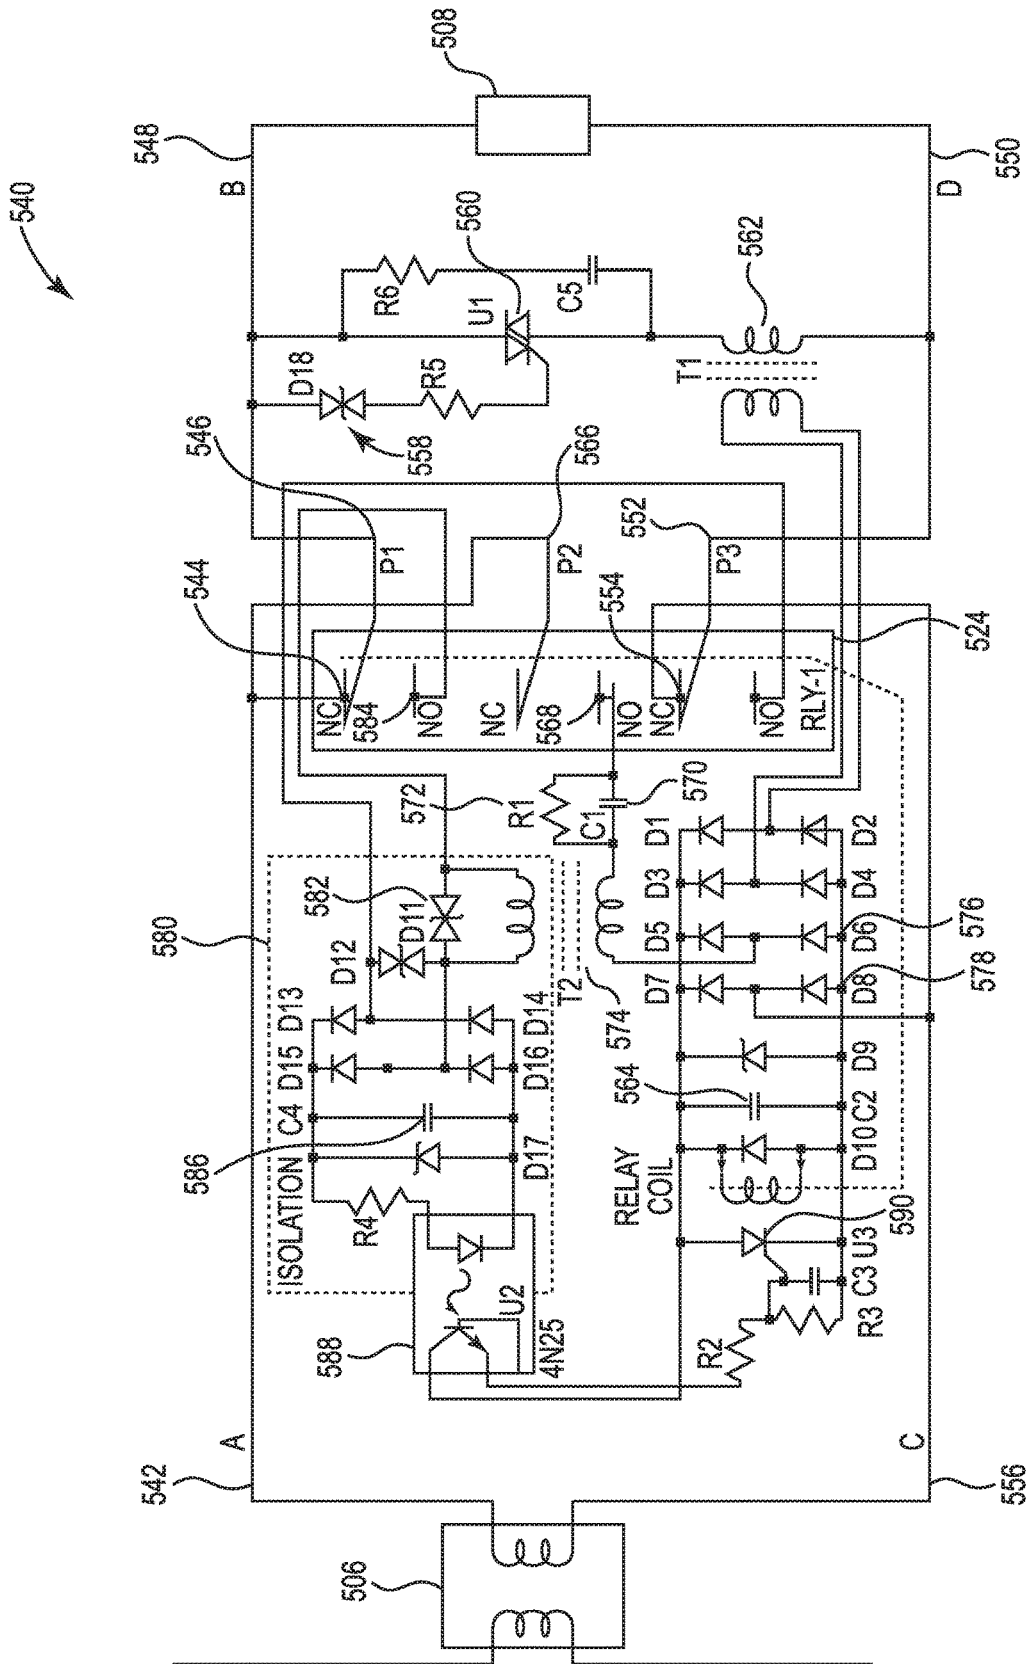 540
542
A
548
B
508
544
546
D18
558
R5
R6
U1
560
C5
T1
562
550
D
566
552
P1
P2
P3
NC
584
NO
NC
568
NO
554
NC
NO
RLY-1
524
580
ISOLATION
586
C4
D15
D13
D12
582
D11
572
R1
C1
570
T2
574
D14
D16
D17
R4
588
U2
4N25
RELAY
COIL
564
D7
D5
D3
D1
D2
D4
D6
576
D8
578
D9
C2
D10
590
U3
C3
R3
R2
506
C
556